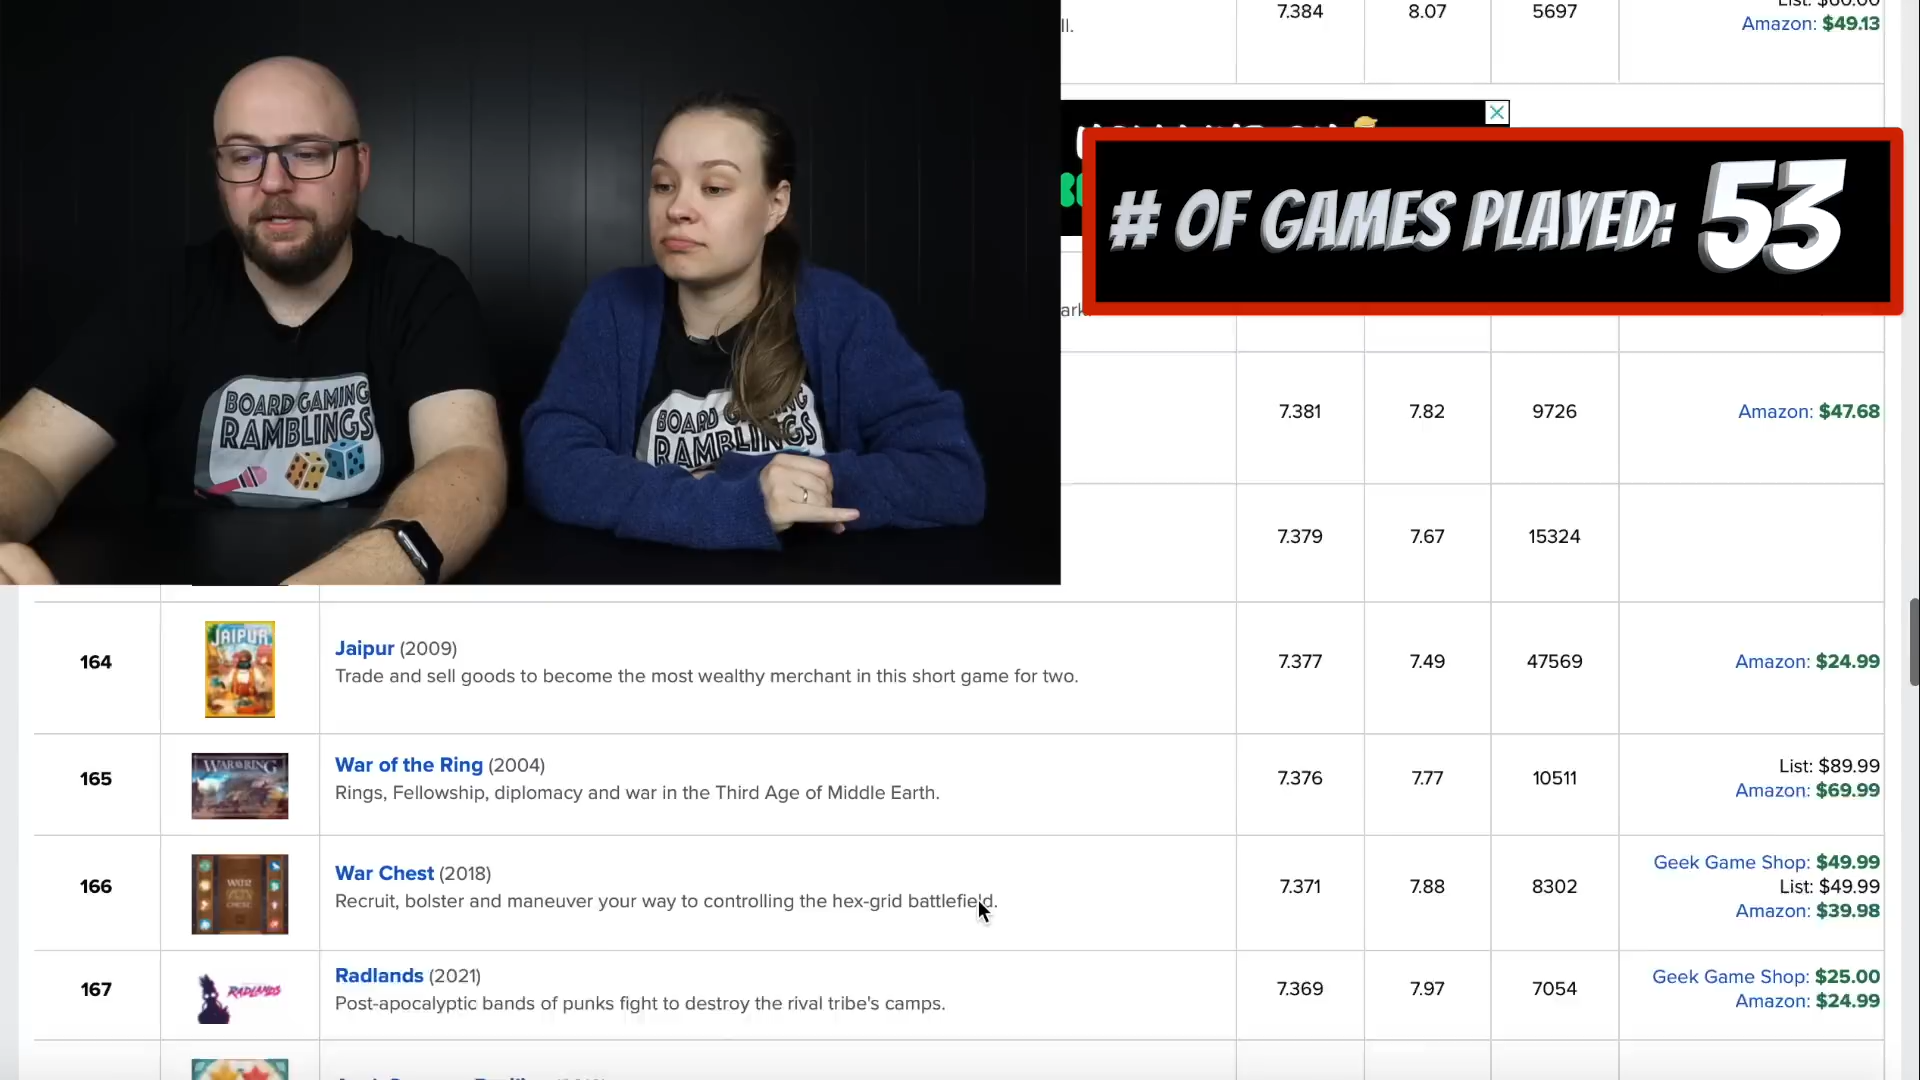 7.384 8.07 5697 List: $60.00
ll. Amazon: $49.13
# OF GAMES PLAYED: 53
ark.
BOARD GAMING
RAMBLINGS
BOARD GAMING
RAMBLINGS
7.381 7.82 9726 Amazon: $47.68
7.379 7.67 15324
164 JAIPUR Jaipur (2009)
Trade and sell goods to become the most wealthy merchant in this short game for two.
7.377 7.49 47569 Amazon: $24.99
165 WAR OF THE RING War of the Ring (2004)
Rings, Fellowship, diplomacy and war in the Third Age of Middle Earth.
7.376 7.77 10511 List: $89.99
Amazon: $69.99
166 WAR CHEST War Chest (2018)
Recruit, bolster and maneuver your way to controlling the hex-grid battlefield.
7.371 7.88 8302 Geek Game Shop: $49.99
List: $49.99
Amazon: $39.98
167 RADLANDS Radlands (2021)
Post-apocalyptic bands of punks fight to destroy the rival tribe's camps.
7.369 7.97 7054 Geek Game Shop: $25.00
Amazon: $24.99